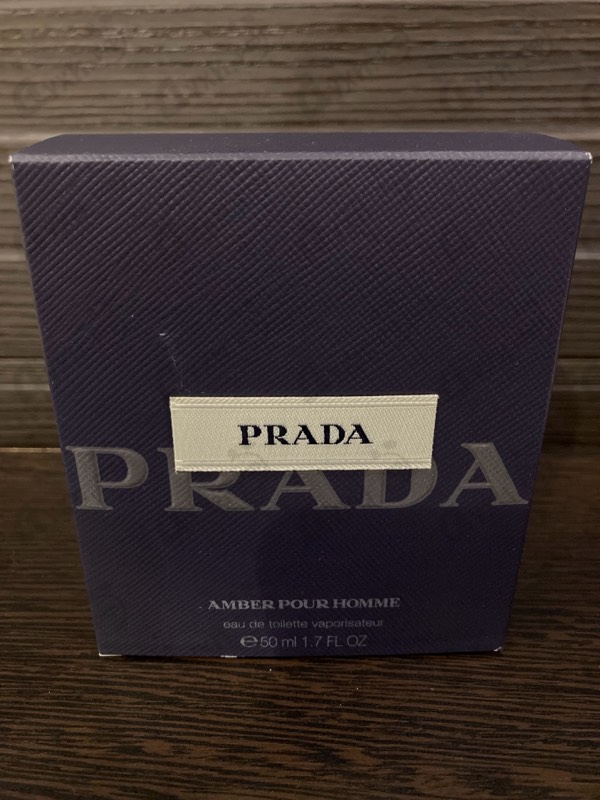 PRADA
PRADA
AMBER POUR HOMME
eau de toilette vaporisateur
℮ 50 ml 1.7 FL OZ